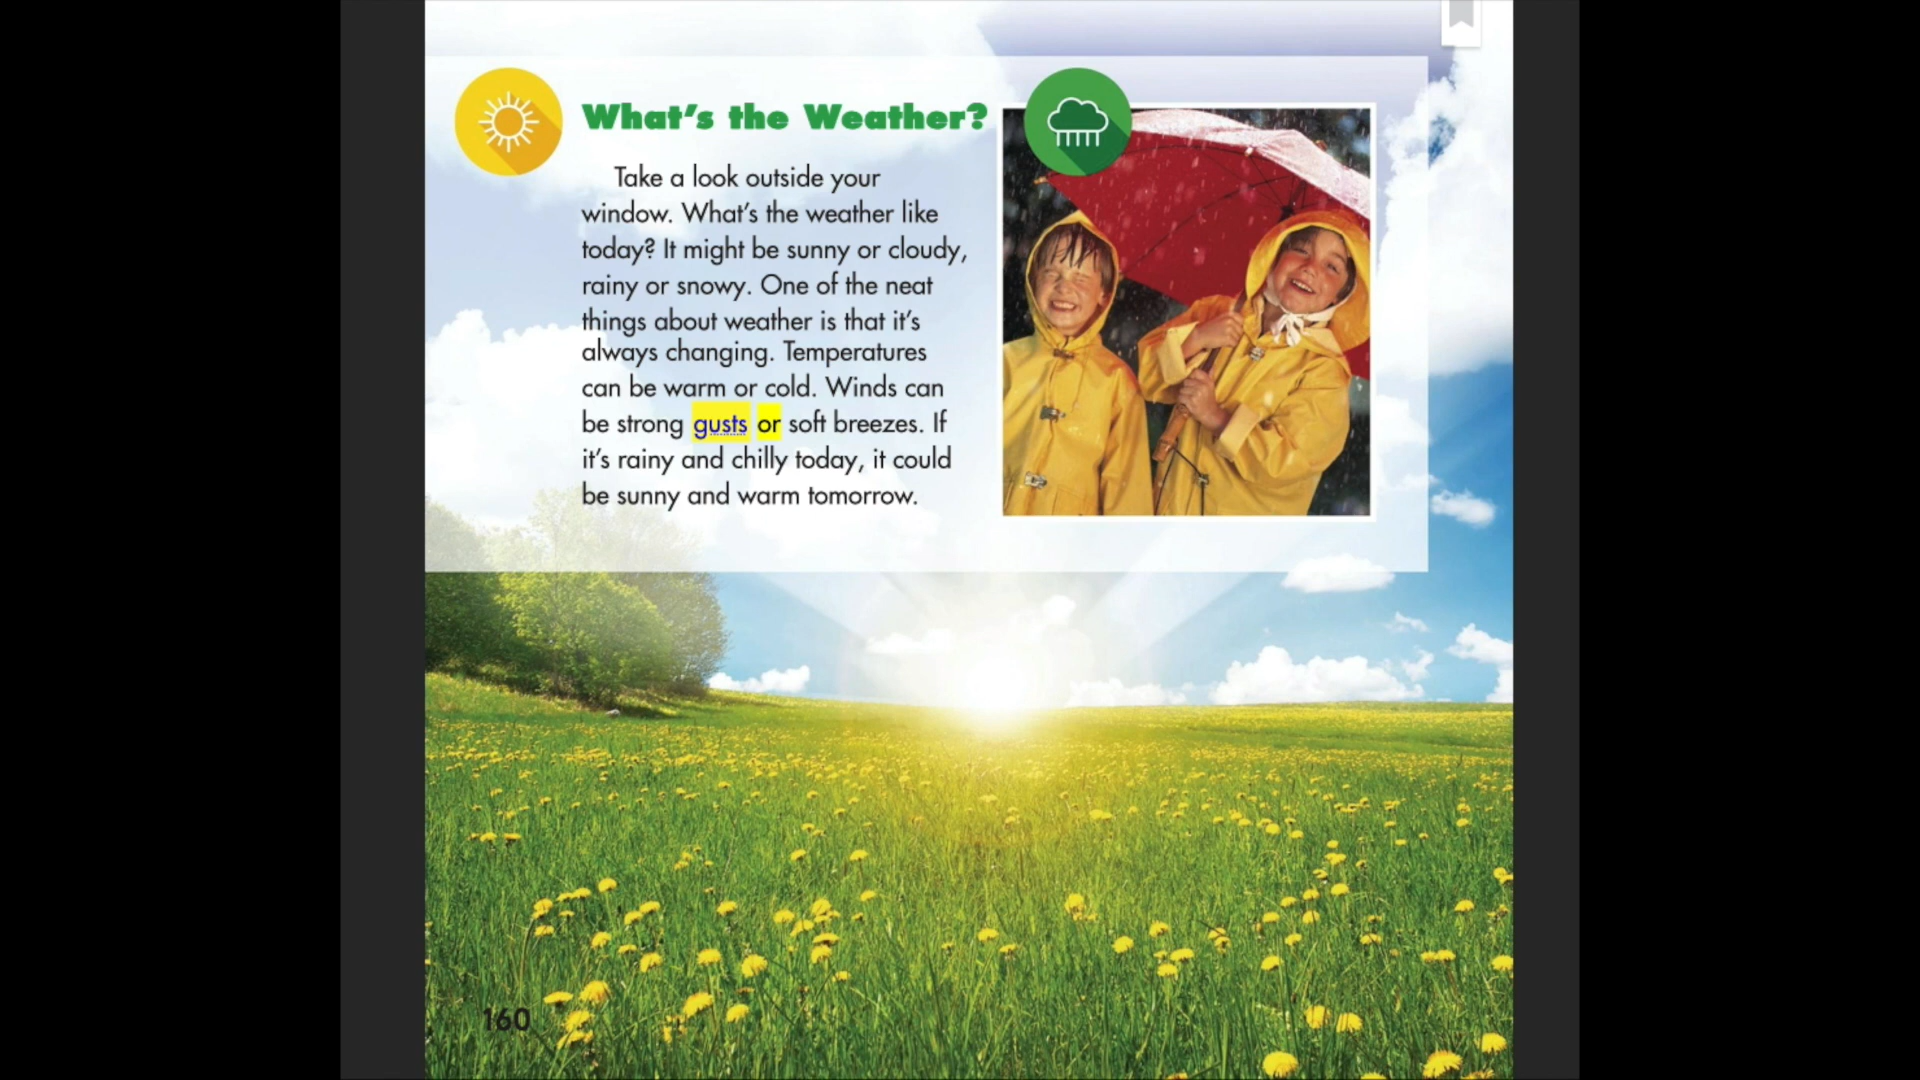 What's the Weather?
Take a look outside your
window. What's the weather like
today? It might be sunny or cloudy,
rainy or snowy. One of the neat
things about weather is that it's
always changing. Temperatures
can be warm or cold. Winds can
be strong gusts or soft breezes. If
it's rainy and chilly today, it could
be sunny and warm tomorrow.
160